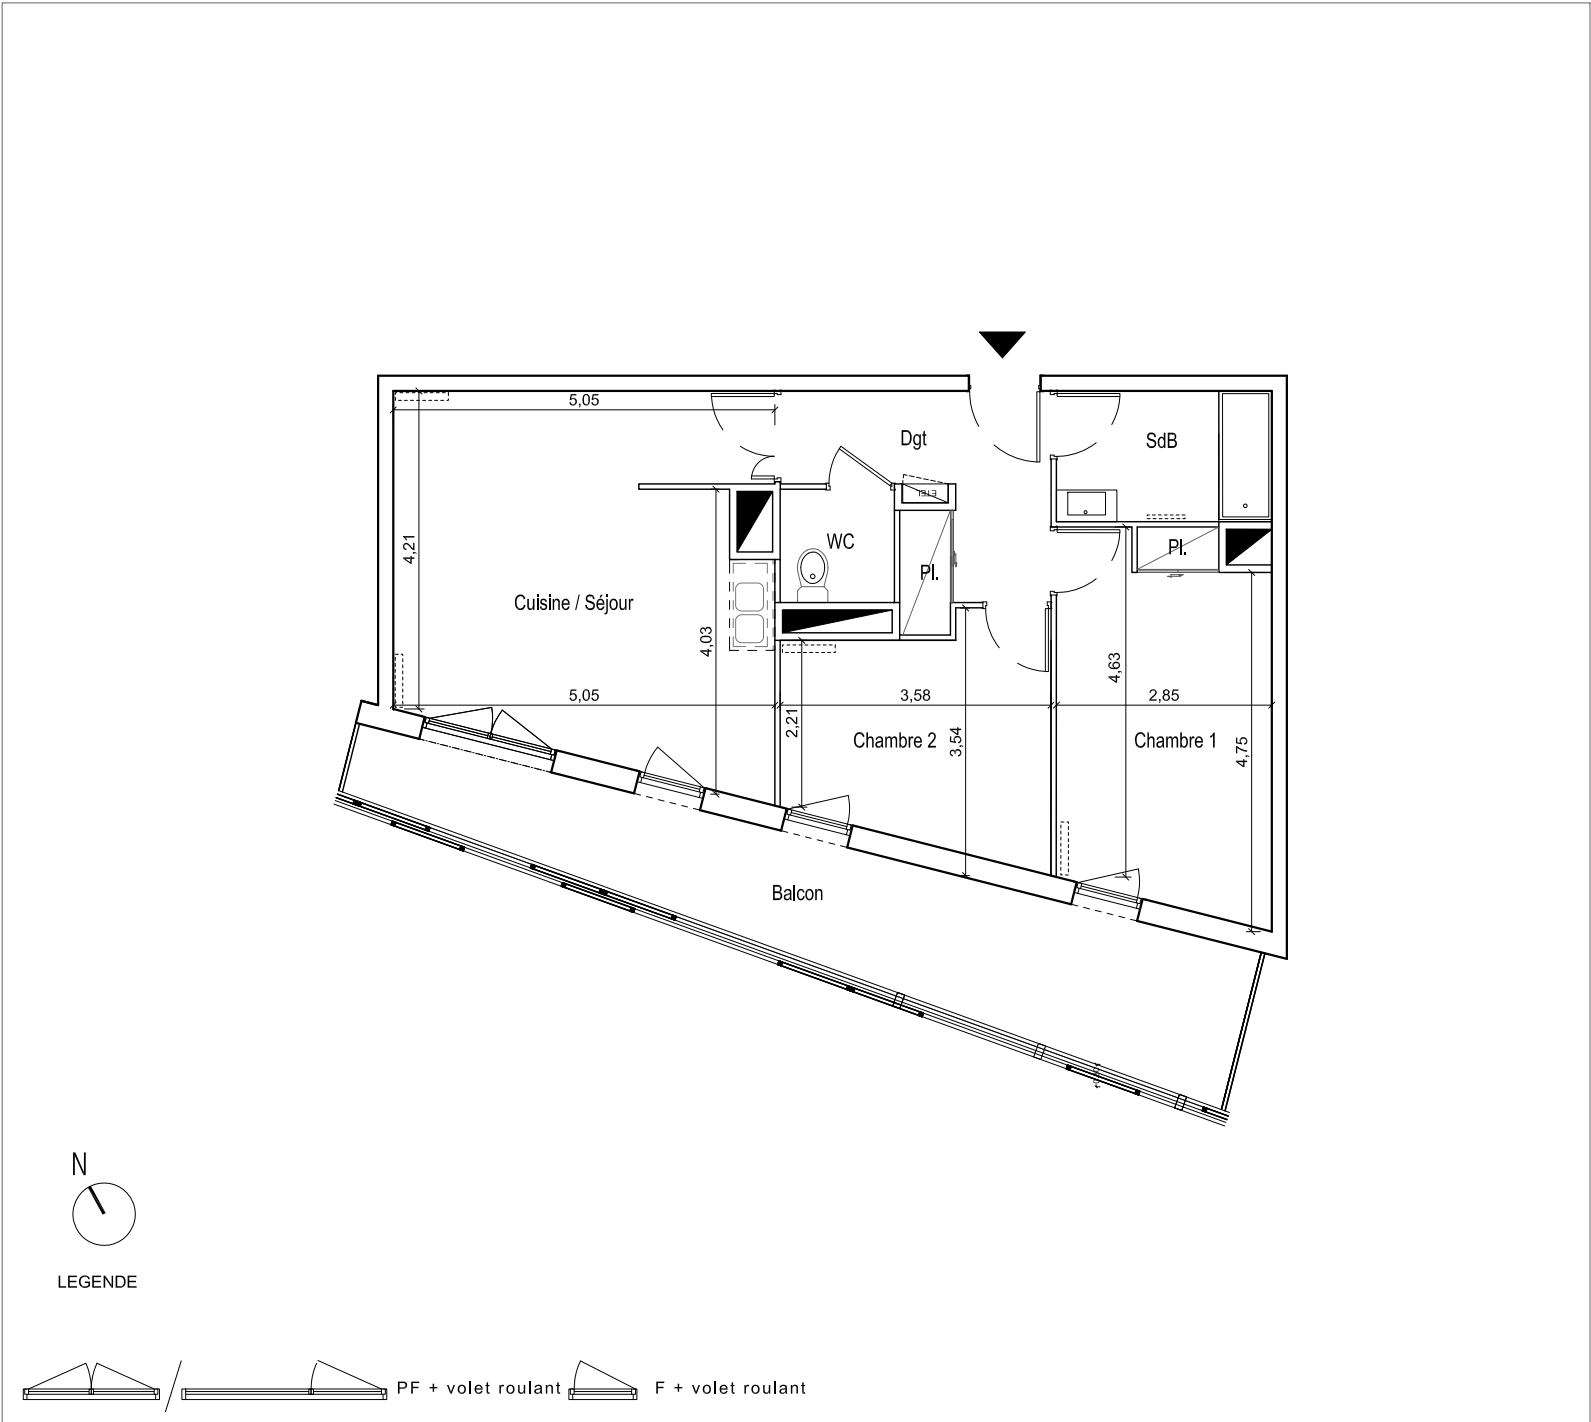 5,05
Dgt
SdB
ETEL
4,21
WC
Pl.
Pl.
Cuisine / Séjour
4,03
4,63
5,05
3,58
2,85
2,21
Chambre 2
3,54
Chambre 1
4,75
Balcon
N
LEGENDE
PF + volet roulant
F + volet roulant